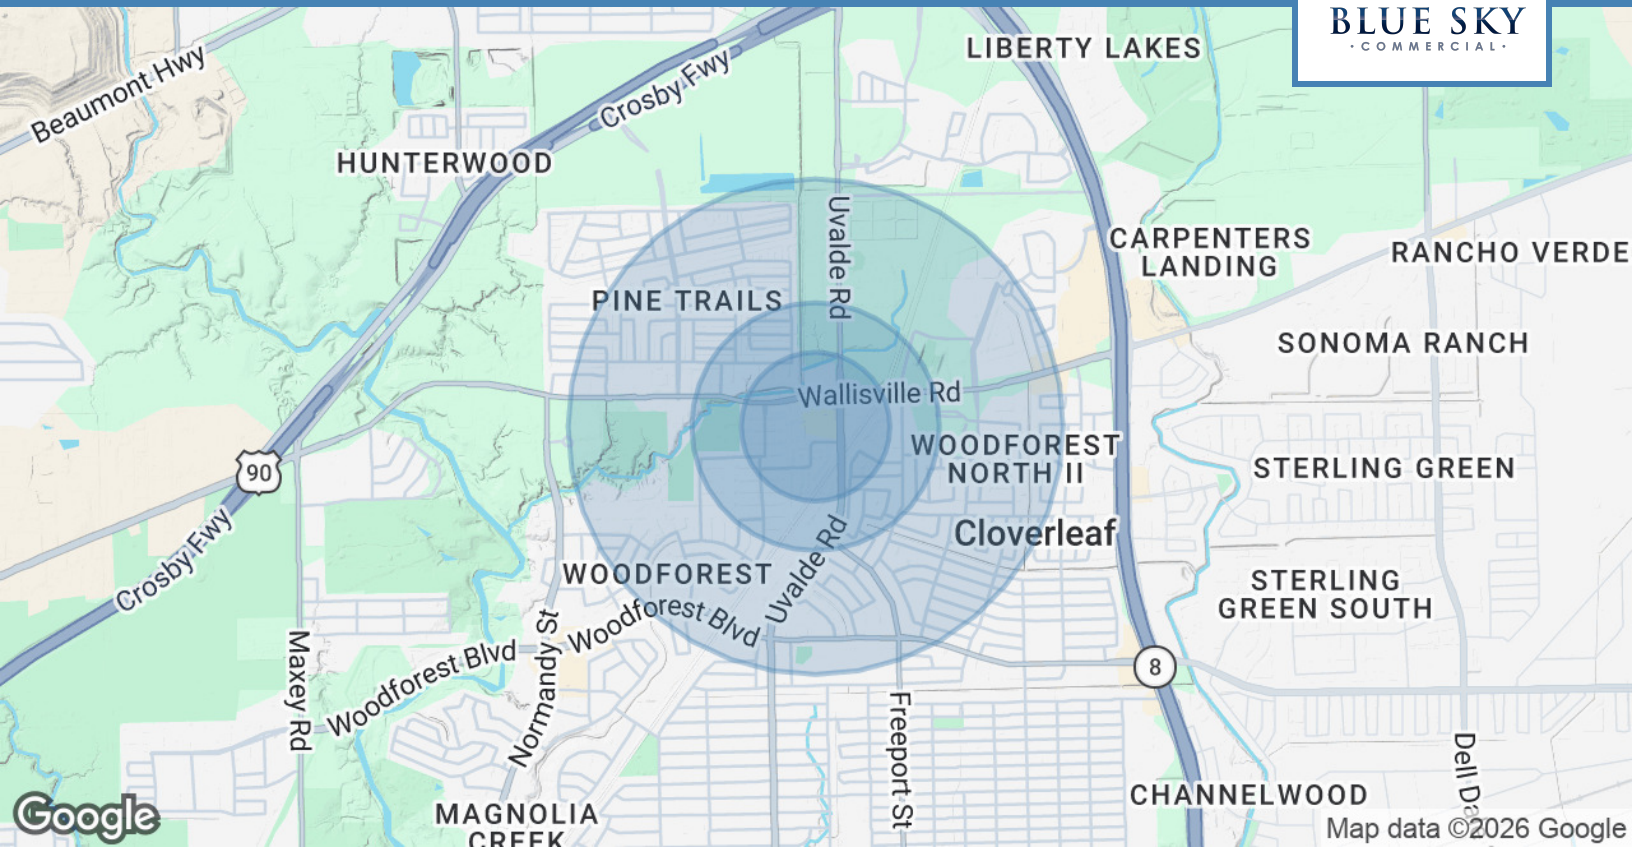 BLUE SKY
·COMMERCIAL·
LIBERTY LAKES
Beaumont Hwy
Crosby Fwy
HUNTERWOOD
Uvalde Rd
CARPENTERS
LANDING
RANCHO VERDE
PINE TRAILS
SONOMA RANCH
Wallisville Rd
WOODFOREST
NORTH II
90
STERLING GREEN
Cloverleaf
Crosby Fwy
WOODFOREST
Uvalde Rd
STERLING
GREEN SOUTH
Woodforest Blvd
Normandy St
Woodforest Blvd
Maxey Rd
8
Freeport St
Dell Da
CHANNELWOOD
MAGNOLIA
CREEK
Google
Map data ©2026 Google